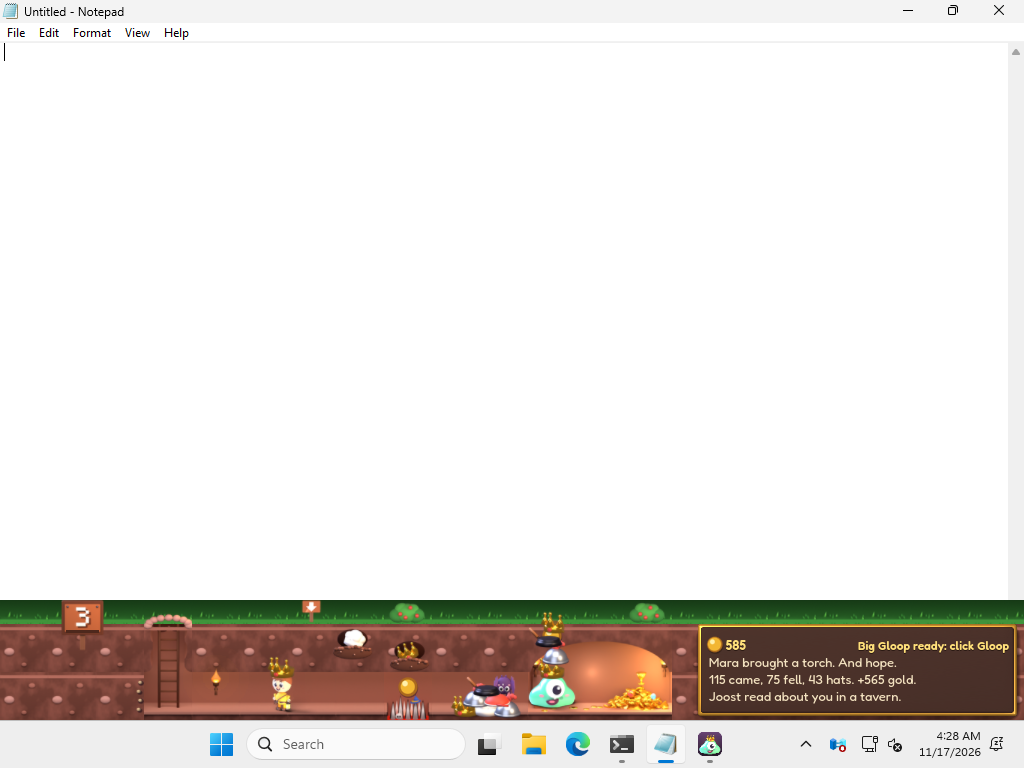 Untitled - Notepad
File Edit Format View Help
3
585 Big Gloop ready: click Gloop
Mara brought a torch. And hope.
115 came, 75 fell, 43 hats. +565 gold.
Joost read about you in a tavern.
Search
4:28 AM
11/17/2026